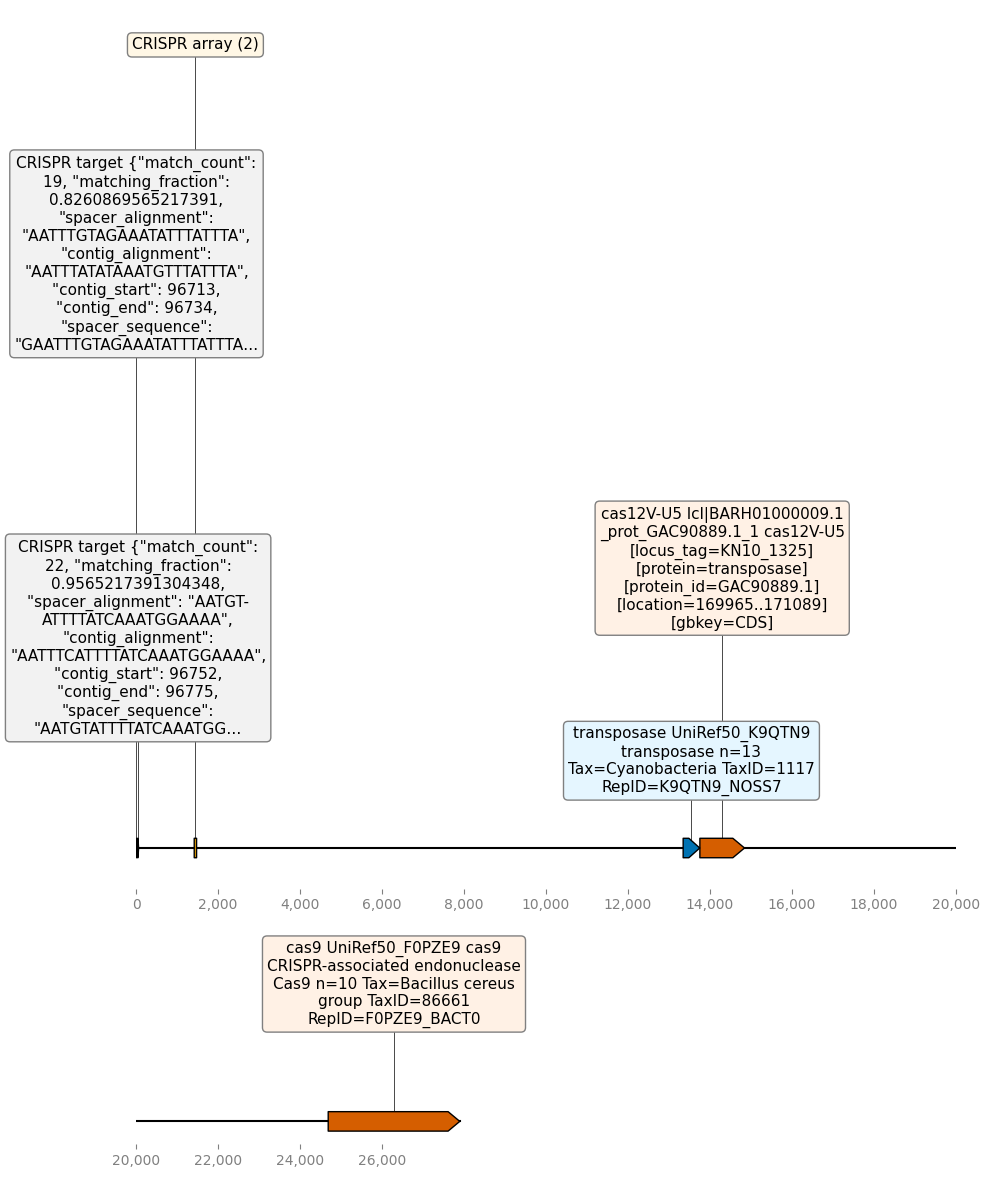 CRISPR array (2)
CRISPR target {"match_count":
19, "matching_fraction":
0.8260869565217391,
"spacer_alignment":
"AATTTGTAGAAATATTTATTTA",
"contig_alignment":
"AATTTATATAAATGTTTATTTA",
"contig_start": 96713,
"contig_end": 96734,
"spacer_sequence":
"GAATTTGTAGAAATATTTATTTA...
CRISPR target {"match_count":
22, "matching_fraction":
0.9565217391304348,
"spacer_alignment": "AATGT-
ATTTTATCAAATGGAAAA",
"contig_alignment":
"AATTTCATTTTATCAAATGGAAAA",
"contig_start": 96752,
"contig_end": 96775,
"spacer_sequence":
"AATGTATTTTATCAAATGG...
cas12V-U5 lcl|BARH01000009.1
_prot_GAC90889.1_1 cas12V-U5
[locus_tag=KN10_1325]
[protein=transposase]
[protein_id=GAC90889.1]
[location=169965..171089]
[gbkey=CDS]
transposase UniRef50_K9QTN9
transposase n=13
Tax=Cyanobacteria TaxID=1117
RepID=K9QTN9_NOSS7
0 2,000 4,000 6,000 8,000 10,000 12,000 14,000 16,000 18,000 20,000
cas9 UniRef50_F0PZE9 cas9
CRISPR-associated endonuclease
Cas9 n=10 Tax=Bacillus cereus
group TaxID=86661
RepID=F0PZE9_BACT0
20,000 22,000 24,000 26,000